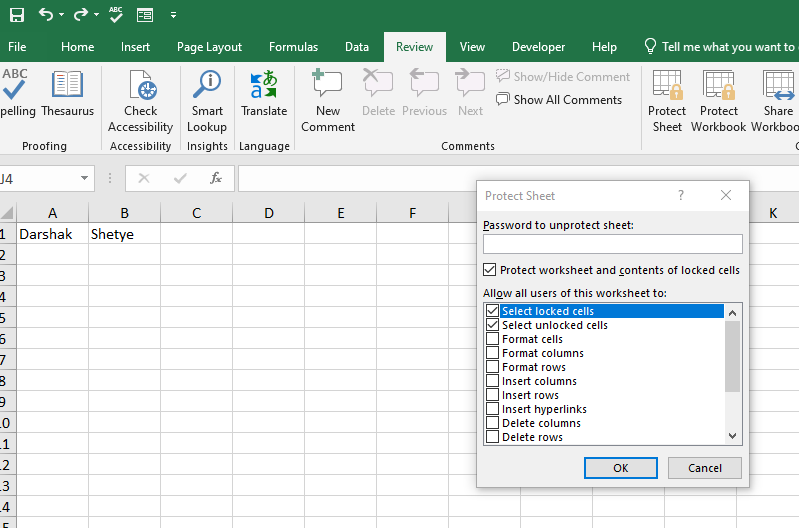 ABC
File Home Insert Page Layout Formulas Data Review View Developer Help Tell me what you want to
ABC
pelling Thesaurus Check Accessibility Smart Lookup Translate New Comment Delete Previous Next Show/Hide Comment
Show All Comments
Protect Sheet Protect Workbook Share Workboo
Proofing Accessibility Insights Language Comments
J4 fx
A B C D E F K
1 Darshak Shetye
2
3
4
5
6
7
8
9
10
11
12
13
14
15
Protect Sheet ?
Password to unprotect sheet:
Protect worksheet and contents of locked cells
Allow all users of this worksheet to:
Select locked cells
Select unlocked cells
Format cells
Format columns
Format rows
Insert columns
Insert rows
Insert hyperlinks
Delete columns
Delete rows
OK Cancel